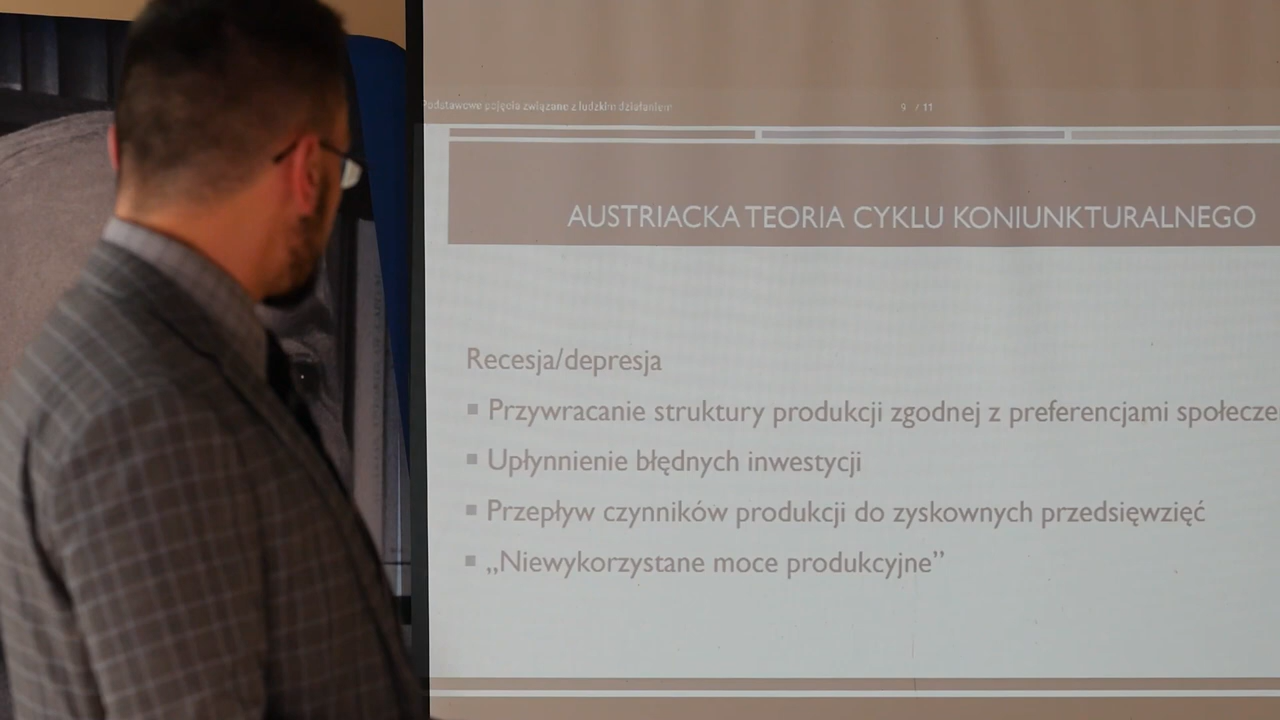 Podstawowe pojęcia związane z ludzkim działaniem
9 / 11
AUSTRIACKA TEORIA CYKLU KONIUNKTURALNEGO
Recesja/depresja
▪ Przywracanie struktury produkcji zgodnej z preferencjami społecze
▪ Upłynnienie błędnych inwestycji
▪ Przepływ czynników produkcji do zyskownych przedsięwzięć
▪ „Niewykorzystane moce produkcyjne”